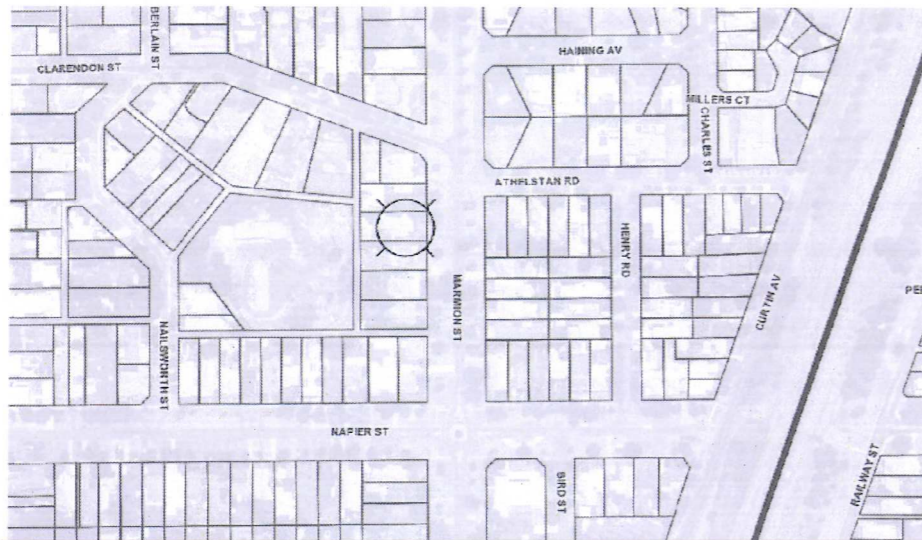 BERLAIN ST
HAINING AV
CLARENDON ST
MILLERS CT
CHARLES ST
ATHELSTAN RD
HENRY RD
MARMION ST
CURTIN AV
PE
NAILSWORTH ST
NAPIER ST
BIRD ST
RAILWAY ST